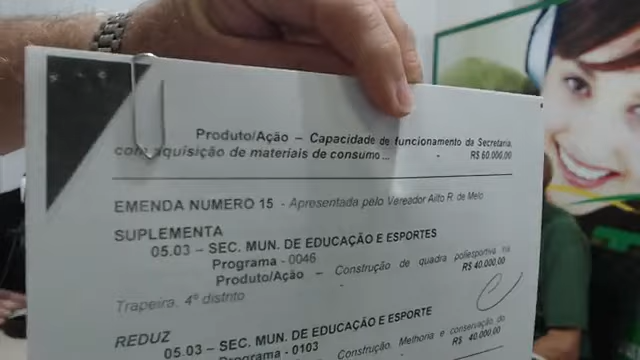 Produto/Ação – Capacidade de funcionamento da Secretaria,
com aquisição de materiais de consumo... - R$ 60.000,00
EMENDA NUMERO 15 - Apresentada pelo Vereador Ailto R. de Melo
SUPLEMENTA
05.03 – SEC. MUN. DE EDUCAÇÃO E ESPORTES
Programa - 0046
Produto/Ação – Construção de quadra poliesportiva na
Trapeira. 4º distrito - R$ 40.000,00
REDUZ
05.03 – SEC. MUN. DE EDUCAÇÃO E ESPORTE
Programa - 0103
Construção, Melhoria e conservação do
R$ 40.000,00